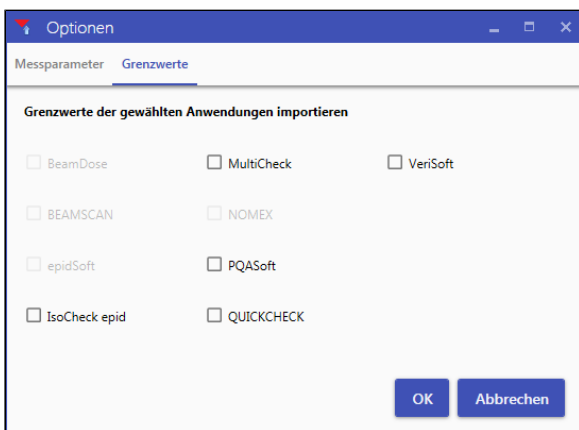 Optionen
Messparameter Grenzwerte
Grenzwerte der gewählten Anwendungen importieren
BeamDose MultiCheck VeriSoft
BEAMSCAN NOMEX
epidSoft PQASoft
IsoCheck epid QUICKCHECK
OK Abbrechen